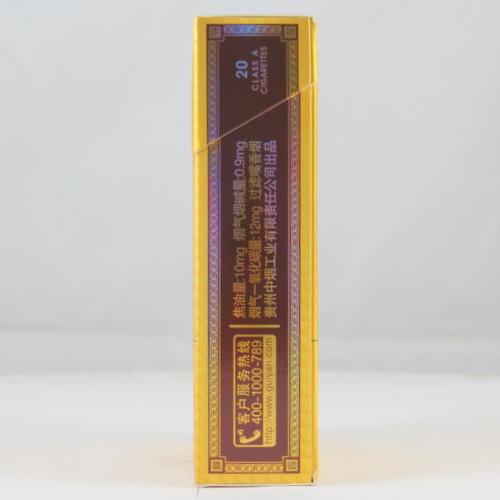 20
CLASS A
CIGARETTES
焦油量:10mg 烟气烟碱量:0.9mg
烟气一氧化碳量:12mg 过滤嘴香烟
贵州中烟工业有限责任公司出品
客户服务热线
400-1000-789
http://www.guiyan.com